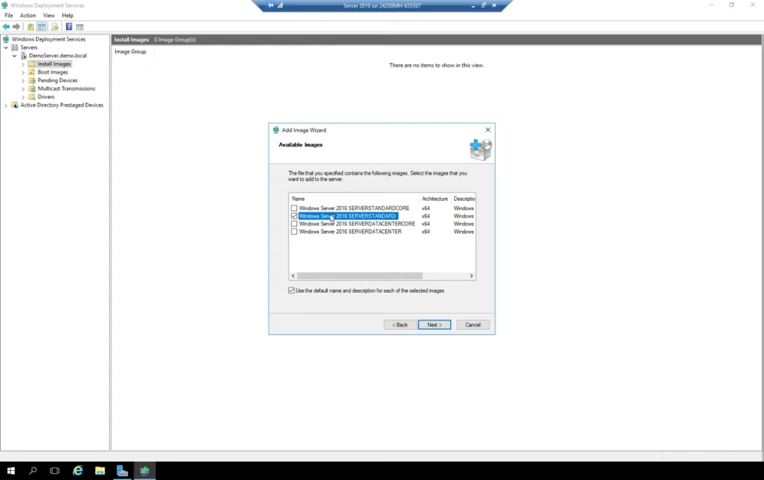 Windows Deployment Services
Server 2016 on 24200MH-633367
File Action View Help
Windows Deployment Services
Servers
DemoServer.demo.local
Install Images
Boot Images
Pending Devices
Multicast Transmissions
Drivers
Active Directory Prestaged Devices
Install Images 0 Image Group(s)
Image Group
There are no items to show in this view.
Add Image Wizard
Available Images
The file that you specified contains the following images. Select the images that you
want to add to the server.
Name Architecture Descriptio
Windows Server 2016 SERVERSTANDARDCORE x64 Windows
Windows Server 2016 SERVERSTANDARD x64 Windows
Windows Server 2016 SERVERDATACENTERCORE x64 Windows
Windows Server 2016 SERVERDATACENTER x64 Windows
Use the default name and description for each of the selected images
< Back Next > Cancel